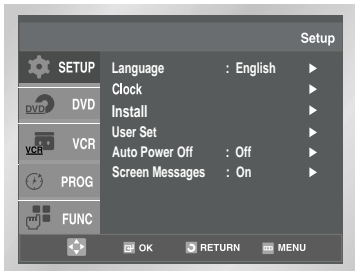 Setup
SETUP
Language : English
Clock
DVD DVD
Install
User Set
VCR VCR
Auto Power Off : Off
Screen Messages : On
PROG
FUNC
OK RETURN MENU